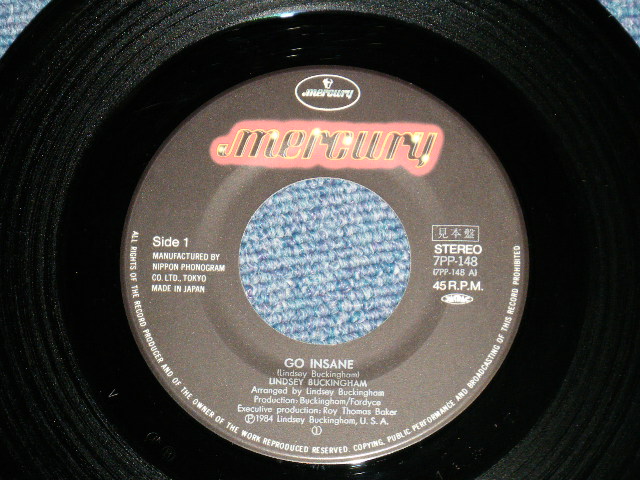 mercury
mercury
Side 1
MANUFACTURED BY
NIPPON PHONOGRAM
CO. LTD., TOKYO
MADE IN JAPAN
見本盤
STEREO
7PP-148
(7PP-148 A)
45 R.P.M.
GO INSANE
(Lindsey Buckingham)
LINDSEY BUCKINGHAM
Arranged by Lindsey Buckingham
Production: Buckingham/Fordyce
Executive production: Roy Thomas Baker
Ⓟ1984 Lindsey Buckingham, U. S. A.
①
ALL RIGHTS OF THE RECORD PRODUCER AND OF THE OWNER OF THE WORK REPRODUCED RESERVED. COPYING, PUBLIC PERFORMANCE AND BROADCASTING OF THIS RECORD PROHIBITED